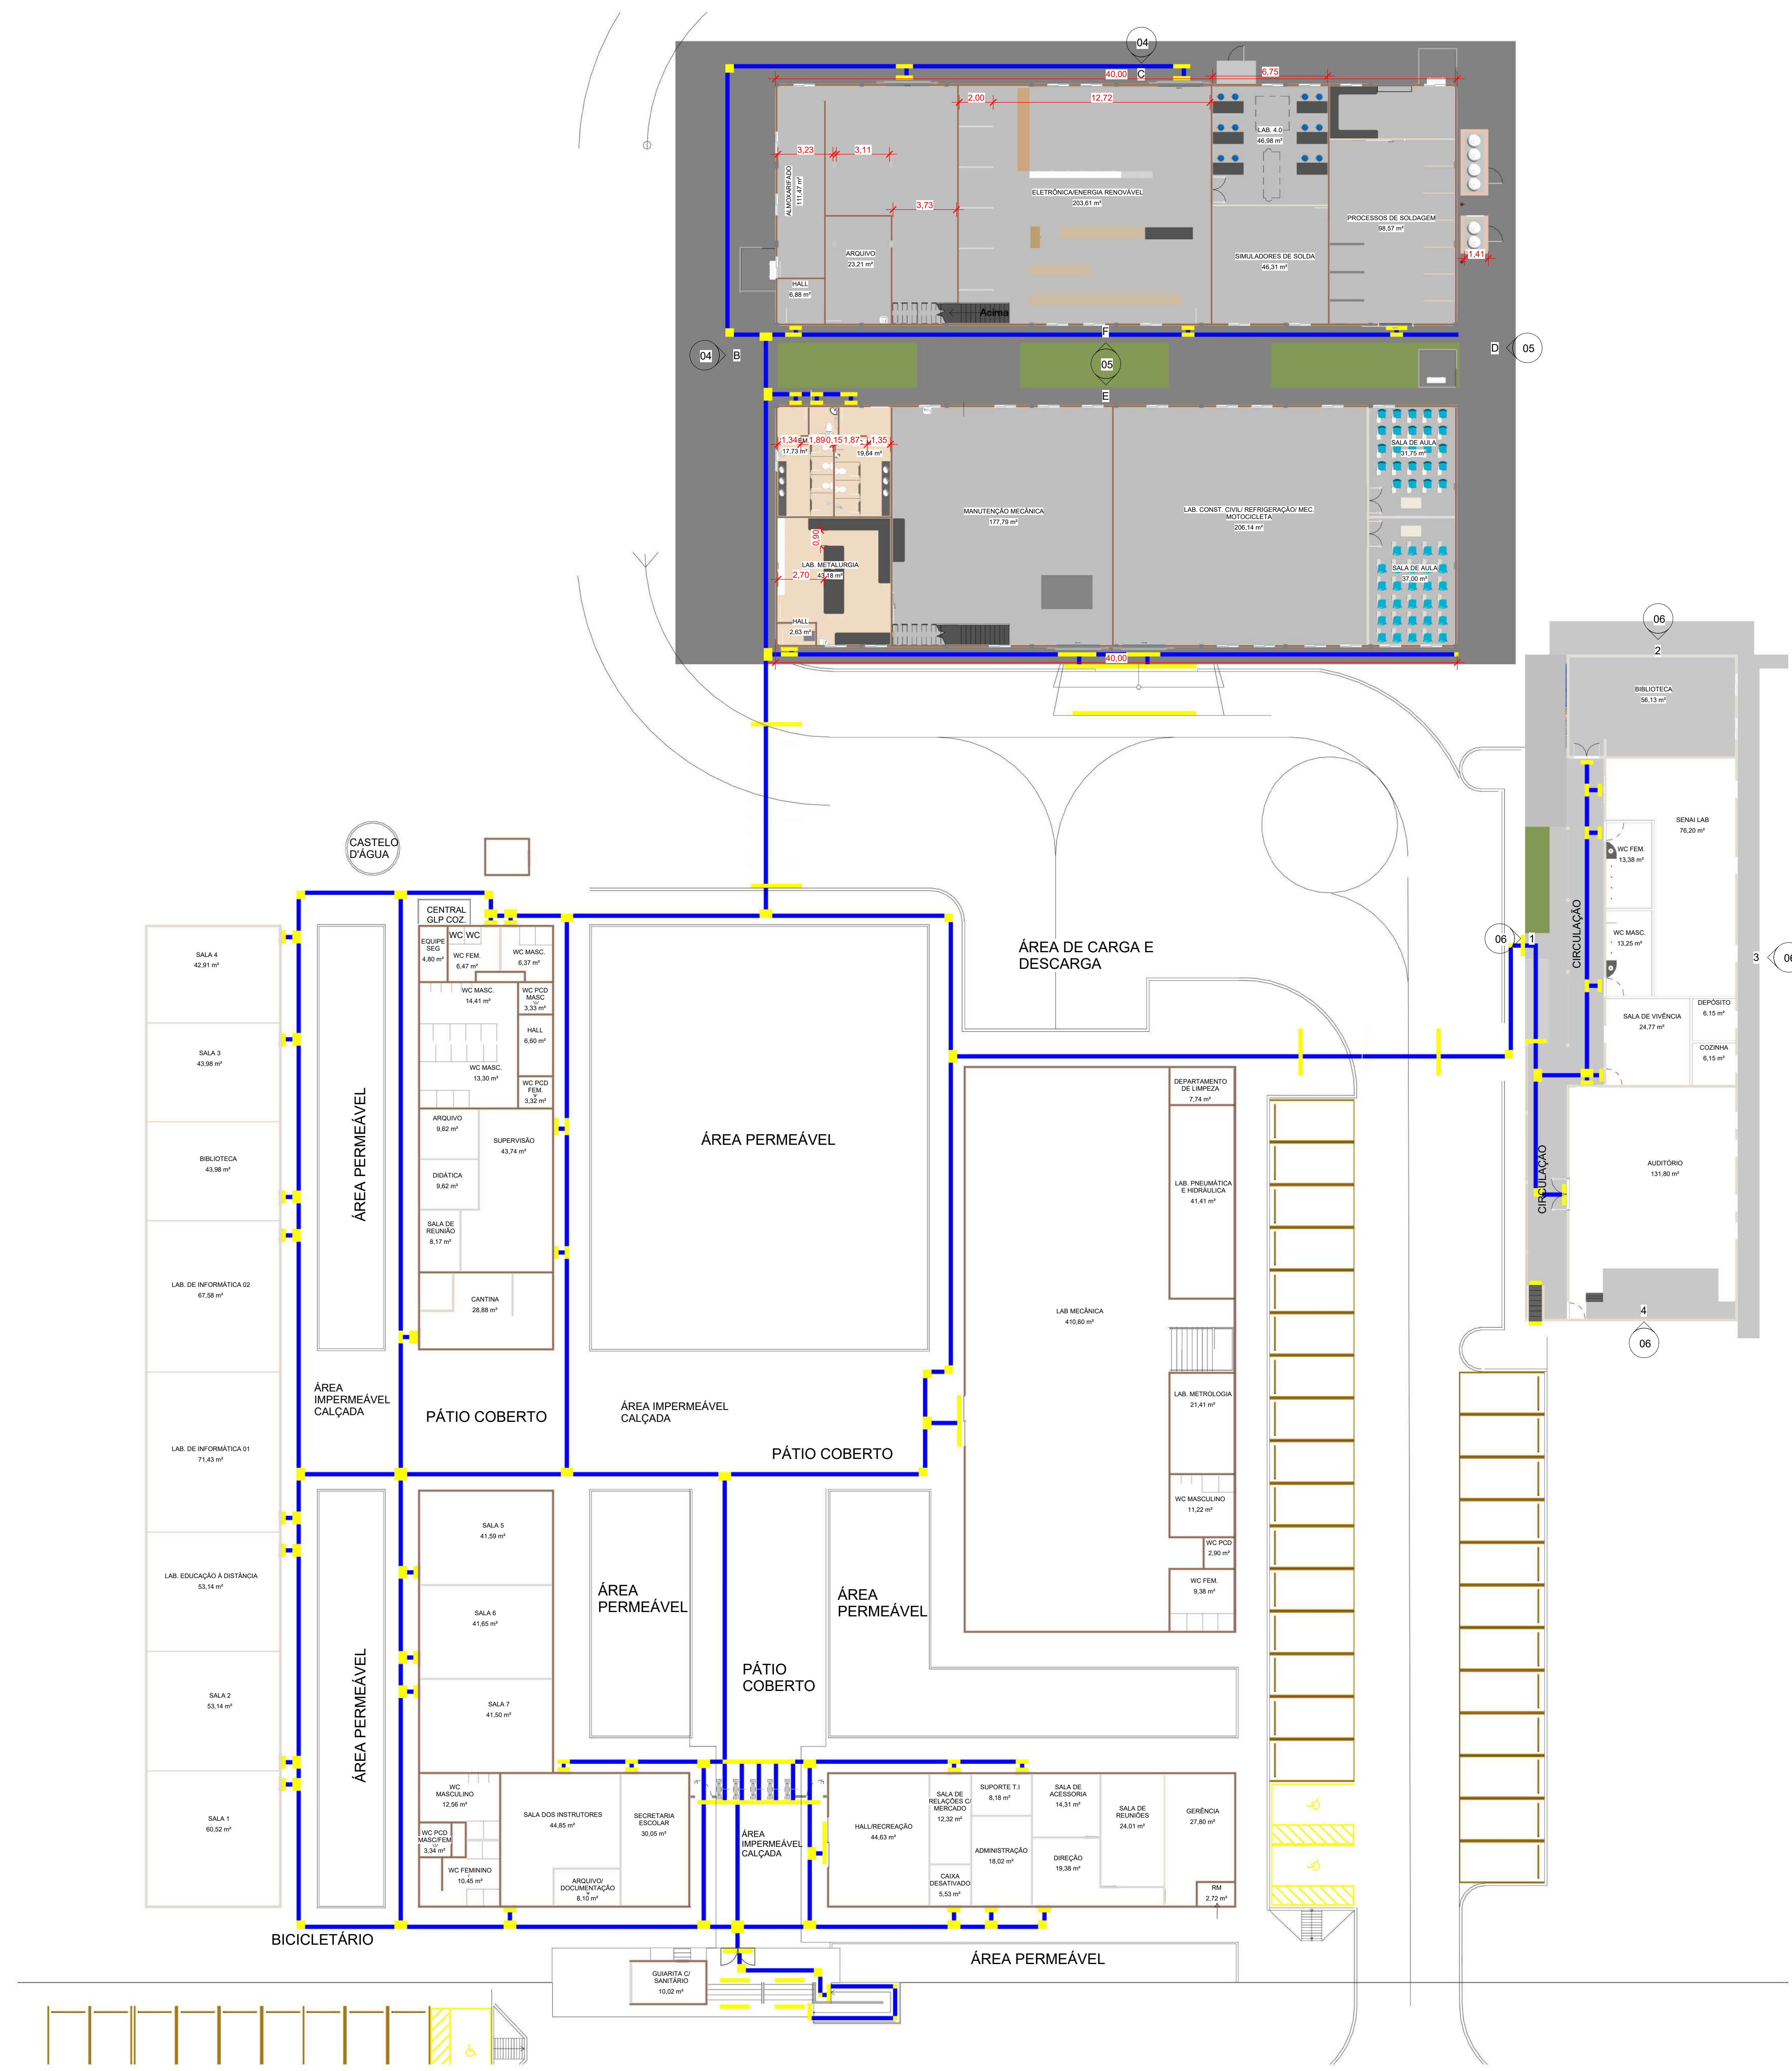 04
C
40,00
6,75
2,00
12,72
LAB. 4.0
46,98 m²
3,23
3,11
ALMOXARIFADO
111,47 m²
ELETRÔNICA/ENERGIA RENOVÁVEL
203,61 m²
3,73
PROCESSOS DE SOLDAGEM
98,57 m²
ARQUIVO
23,21 m²
SIMULADORES DE SOLDA
46,31 m²
1,41
HALL
6,88 m²
Acima
F
04
B
05
D
05
E
1,34
EM.
1,89
0,15
1,87
1,35
17,73 m²
19,64 m²
SALA DE AULA
31,75 m²
MANUTENÇÃO MECÂNICA
177,79 m²
LAB. CONST. CIVIL/ REFRIGERAÇÃO/ MEC.
MOTOCICLETA
206,14 m²
0,90
LAB. METALURGIA
43,18 m²
2,70
SALA DE AULA
37,00 m²
HALL
2,63 m²
40,00
06
2
BIBLIOTECA
56,13 m²
SENAI LAB
76,20 m²
WC FEM.
13,38 m²
CIRCULAÇÃO
WC MASC.
13,25 m²
06
1
3
06
DEPÓSITO
6,15 m²
SALA DE VIVÊNCIA
24,77 m²
COZINHA
6,15 m²
CIRCULAÇÃO
AUDITÓRIO
131,80 m²
4
06
CASTELO
D'ÁGUA
CENTRAL
GLP COZ.
EQUIPE
SEG
4,80 m²
WC
WC
WC FEM.
6,47 m²
WC MASC.
6,37 m²
SALA 4
42,91 m²
ÁREA DE CARGA E
DESCARGA
WC MASC.
14,41 m²
WC PCD
MASC
3,33 m²
HALL
6,60 m²
SALA 3
43,98 m²
WC MASC.
13,30 m²
WC PCD
FEM.
3,32 m²
DEPARTAMENTO
DE LIMPEZA
7,74 m²
ÁREA PERMEÁVEL
ARQUIVO
9,62 m²
SUPERVISÃO
43,74 m²
ÁREA PERMEÁVEL
BIBLIOTECA
43,98 m²
DIDÁTICA
9,62 m²
LAB. PNEUMÁTICA
E HIDRÁULICA
41,41 m²
SALA DE
REUNIÃO
8,17 m²
LAB. DE INFORMÁTICA 02
67,58 m²
CANTINA
28,88 m²
LAB MECÂNICA
410,60 m²
ÁREA
IMPERMEÁVEL
CALÇADA
PÁTIO COBERTO
ÁREA IMPERMEÁVEL
CALÇADA
LAB. METROLOGIA
21,41 m²
LAB. DE INFORMÁTICA 01
71,43 m²
PÁTIO COBERTO
WC MASCULINO
11,22 m²
SALA 5
41,59 m²
WC PCD
2,90 m²
LAB. EDUCAÇÃO À DISTÂNCIA
53,14 m²
ÁREA
PERMEÁVEL
ÁREA
PERMEÁVEL
WC FEM.
9,38 m²
SALA 6
41,65 m²
ÁREA PERMEÁVEL
PÁTIO
COBERTO
SALA 2
53,14 m²
SALA 7
41,50 m²
WC
MASCULINO
12,56 m²
SALA DOS INSTRUTORES
44,85 m²
SECRETARIA
ESCOLAR
30,05 m²
SALA 1
60,52 m²
WC PCD
MASC/FEM
3,34 m²
ÁREA
IMPERMEÁVEL
CALÇADA
HALL/RECREAÇÃO
44,63 m²
SALA DE
RELAÇÕES C/
MERCADO
12,32 m²
SUPORTE T.I
8,18 m²
SALA DE
ACESSORIA
14,31 m²
SALA DE
REUNIÕES
24,01 m²
GERÊNCIA
27,80 m²
ADMINISTRAÇÃO
18,02 m²
DIREÇÃO
19,38 m²
WC FEMININO
10,45 m²
ARQUIVO/
DOCUMENTAÇÃO
8,10 m²
CAIXA
DESATIVADO
5,53 m²
RM
2,72 m²
BICICLETÁRIO
ÁREA PERMEÁVEL
GUIARITA C/
SANITÁRIO
10,02 m²